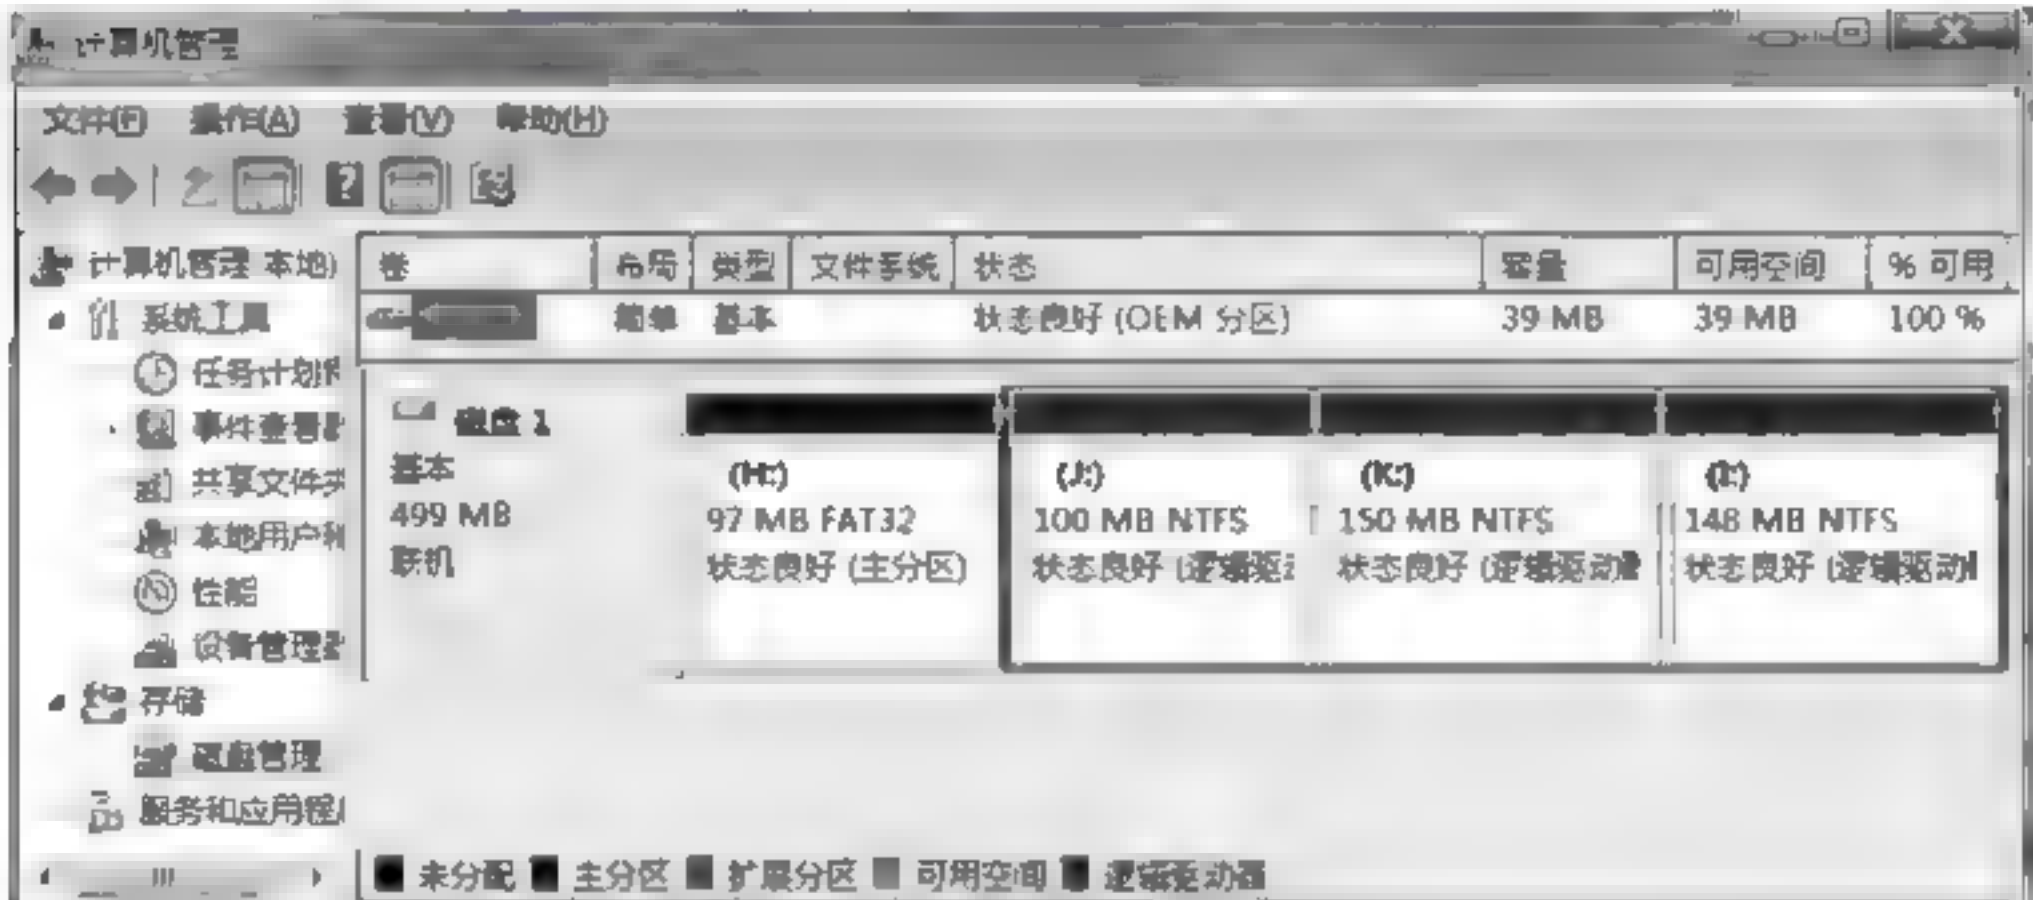 计算机管理
文件(F) 操作(A) 查看(V) 帮助(H)
计算机管理 本地)
系统工具
任务计划
事件查看器
共享文件夹
本地用户和
性能
设备管理器
存储
磁盘管理
服务和应用程
卷 布局 类型 文件系统 状态 容量 可用空间 % 可用
简单 基本 状态良好 (OEM 分区) 39 MB 39 MB 100 %
磁盘 1
基本
499 MB
联机
(H:)
97 MB FAT32
状态良好 (主分区)
(J:)
100 MB NTFS
状态良好 (逻辑驱
(K:)
150 MB NTFS
状态良好 (逻辑驱动
(I:)
148 MB NTFS
状态良好 (逻辑驱动
未分配 主分区 扩展分区 可用空间 逻辑驱动器